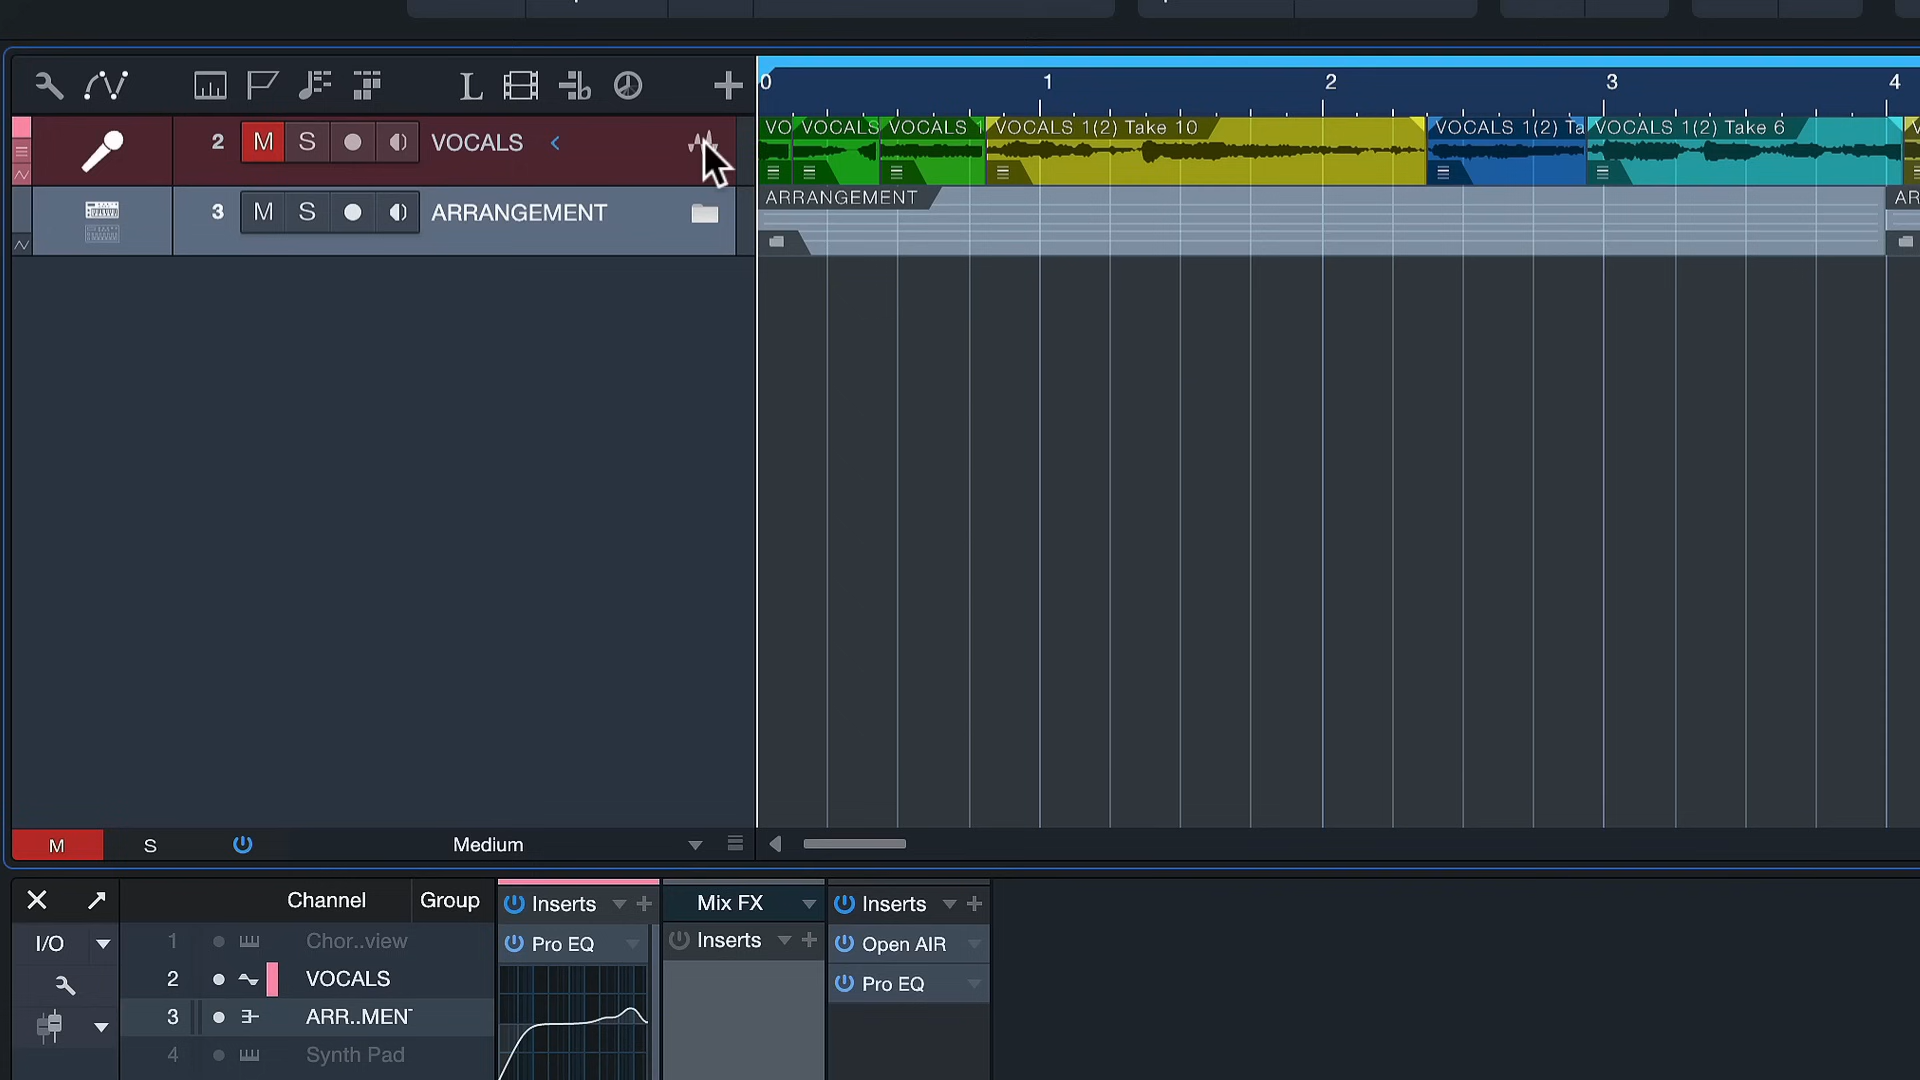 0 1 2 3 4
2 M S VOCALS <
VO VOCALS VOCALS 1 VOCALS 1(2) Take 10 VOCALS 1(2) Ta VOCALS 1(2) Take 6 V
3 M S ARRANGEMENT
ARRANGEMENT AR
M S Medium
Channel Group Inserts Mix FX Inserts
I/O 1 Chor..view Pro EQ Inserts Open AIR
2 VOCALS Pro EQ
3 ARR..MENT
4 Synth Pad